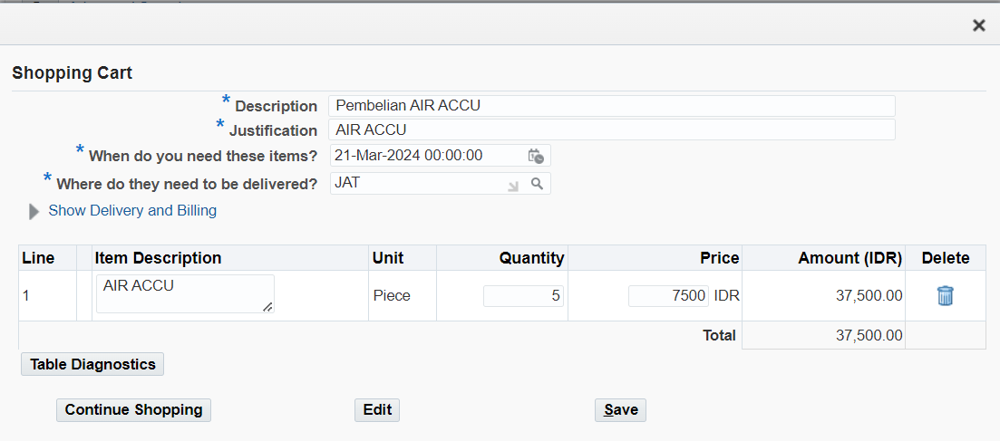 Shopping Cart
* Description Pembelian AIR ACCU
* Justification AIR ACCU
* When do you need these items? 21-Mar-2024 00:00:00
* Where do they need to be delivered? JAT
Show Delivery and Billing
Line Item Description Unit Quantity Price Amount (IDR) Delete
1 AIR ACCU Piece 5 7500 IDR 37,500.00
Total 37,500.00
Table Diagnostics
Continue Shopping Edit Save